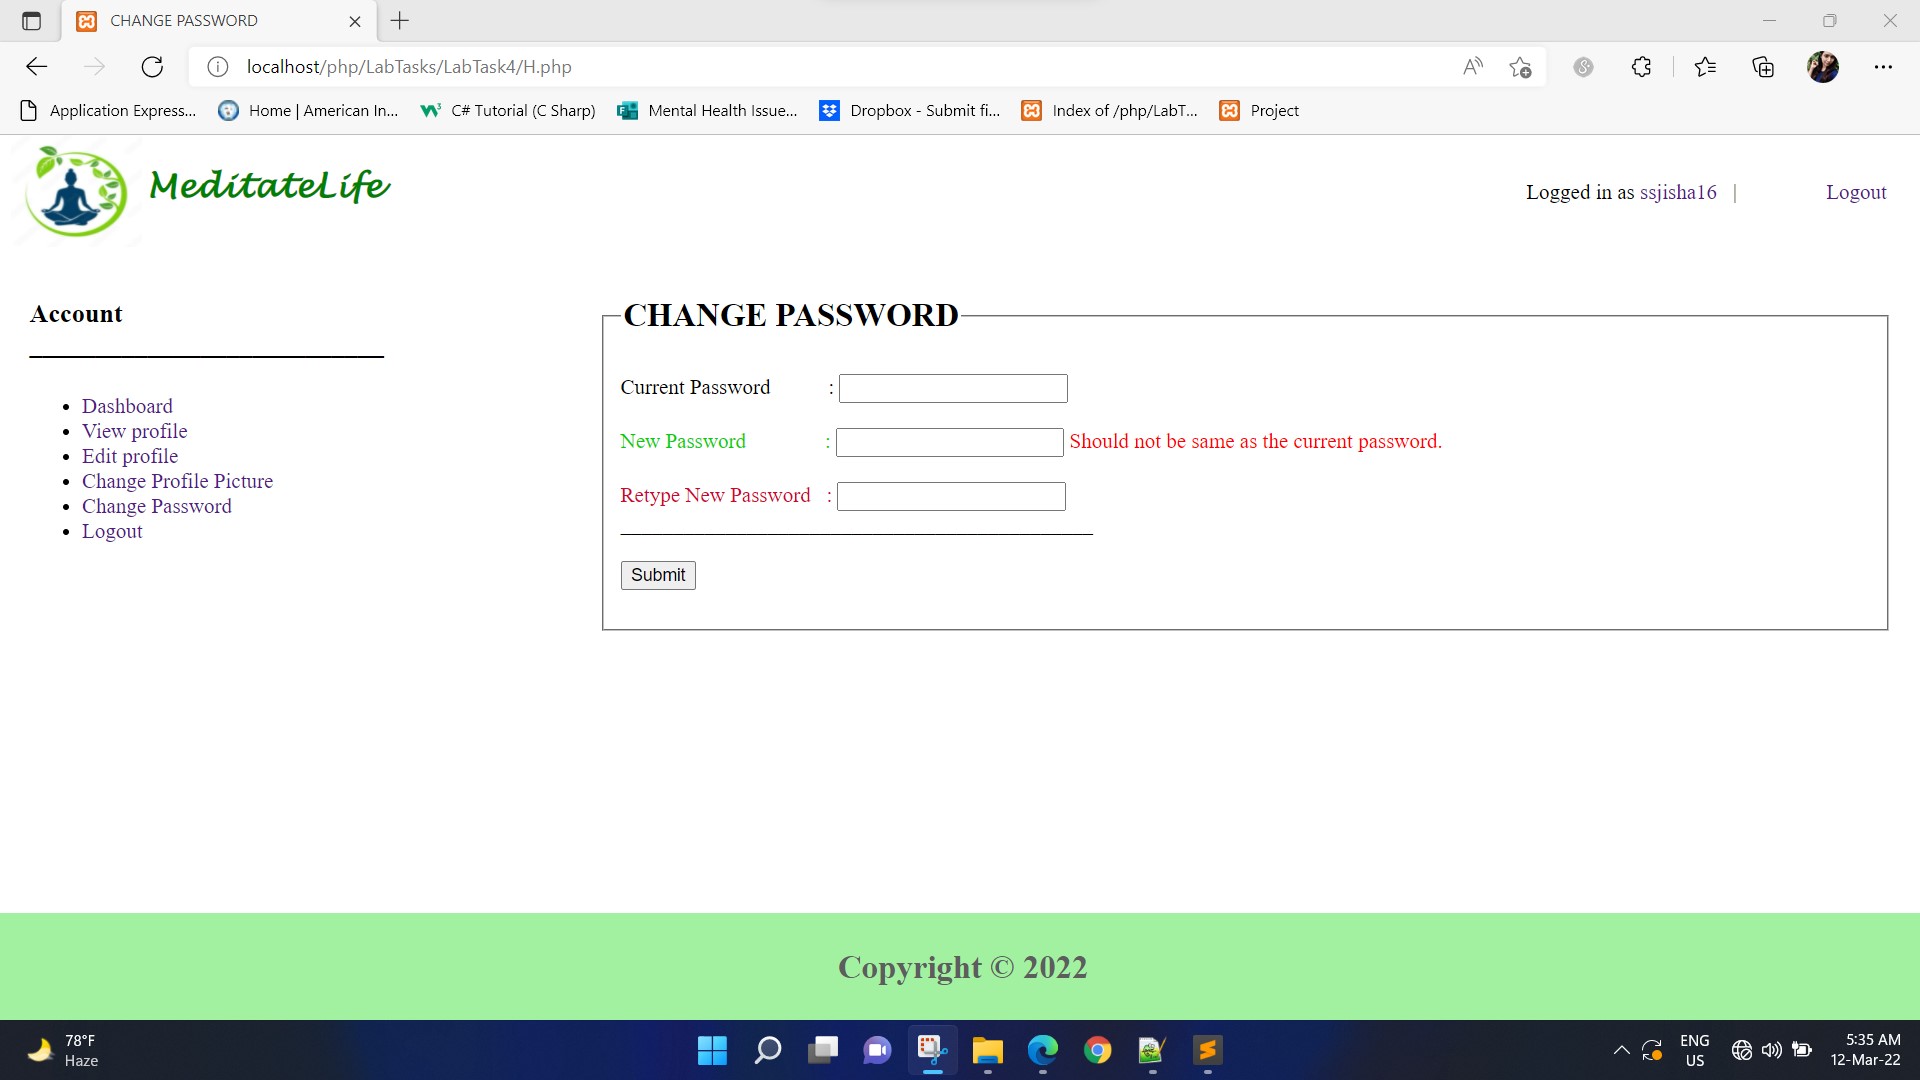 CHANGE PASSWORD
localhost/php/LabTasks/LabTask4/H.php
Application Express... Home | American In... C# Tutorial (C Sharp) Mental Health Issue... Dropbox - Submit fi... Index of /php/LabT... Project
MeditateLife
Logged in as ssjisha16 | Logout
Account
CHANGE PASSWORD
Current Password :
New Password : Should not be same as the current password.
Retype New Password :
Submit
Dashboard
View profile
Edit profile
Change Profile Picture
Change Password
Logout
Copyright © 2022
78°F
Haze
ENG
US
5:35 AM
12-Mar-22